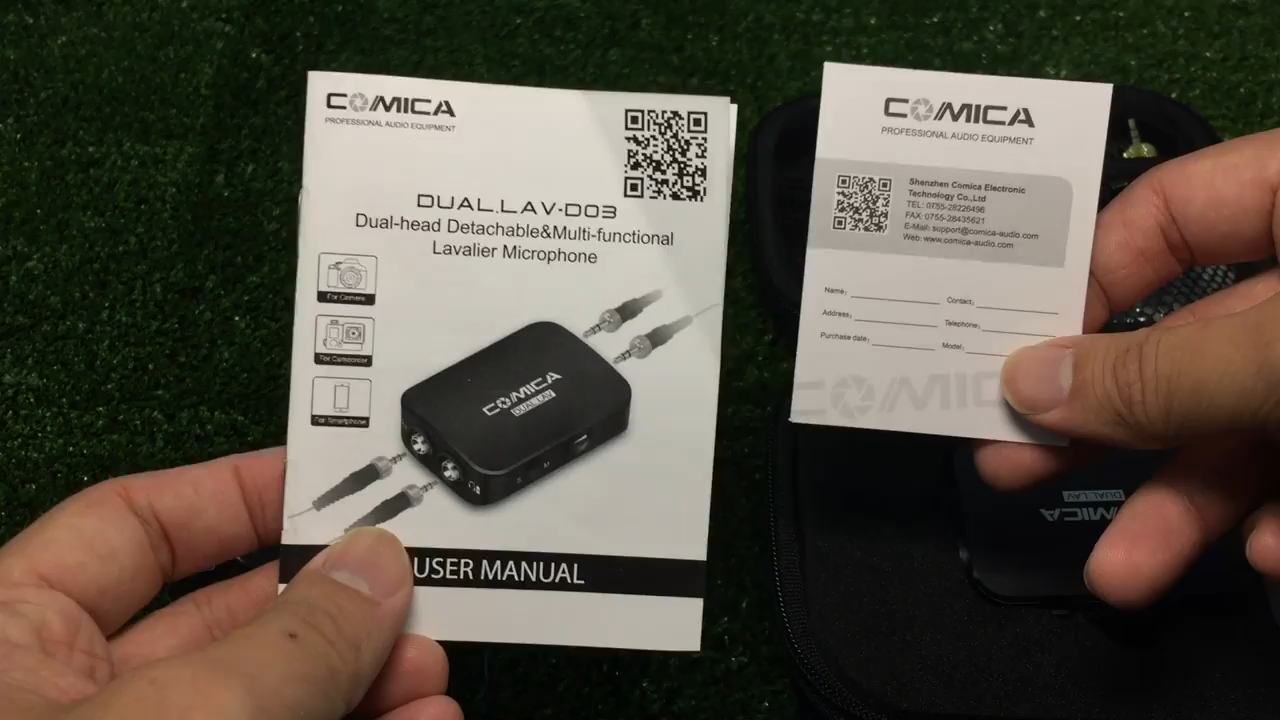 COMICA
PROFESSIONAL AUDIO EQUIPMENT
DUAL.LAV-D03
Dual-head Detachable&Multi-functional
Lavalier Microphone
For Camera
For Camcorder
For Smartphone
COMICA
DUAL.LAV
USER MANUAL
COMICA
PROFESSIONAL AUDIO EQUIPMENT
Shenzhen Comica Electronic
Technology Co.,Ltd
TEL: 0755-28226496
FAX: 0755-28435621
E-Mail: support@comica-audio.com
Web: www.comica-audio.com
Name: Contact:
Address: Telephone:
Purchase date: Model:
COMIC
COMICA
DUAL.LAV